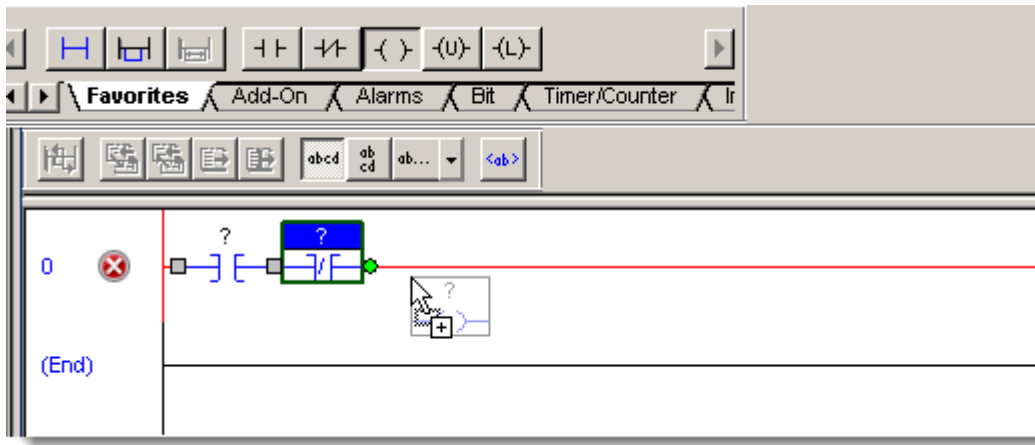 (U) (L)
Favorites Add-On Alarms Bit Timer/Counter
abcd ab cd ab... <ab>
? ?
0
?
(End)